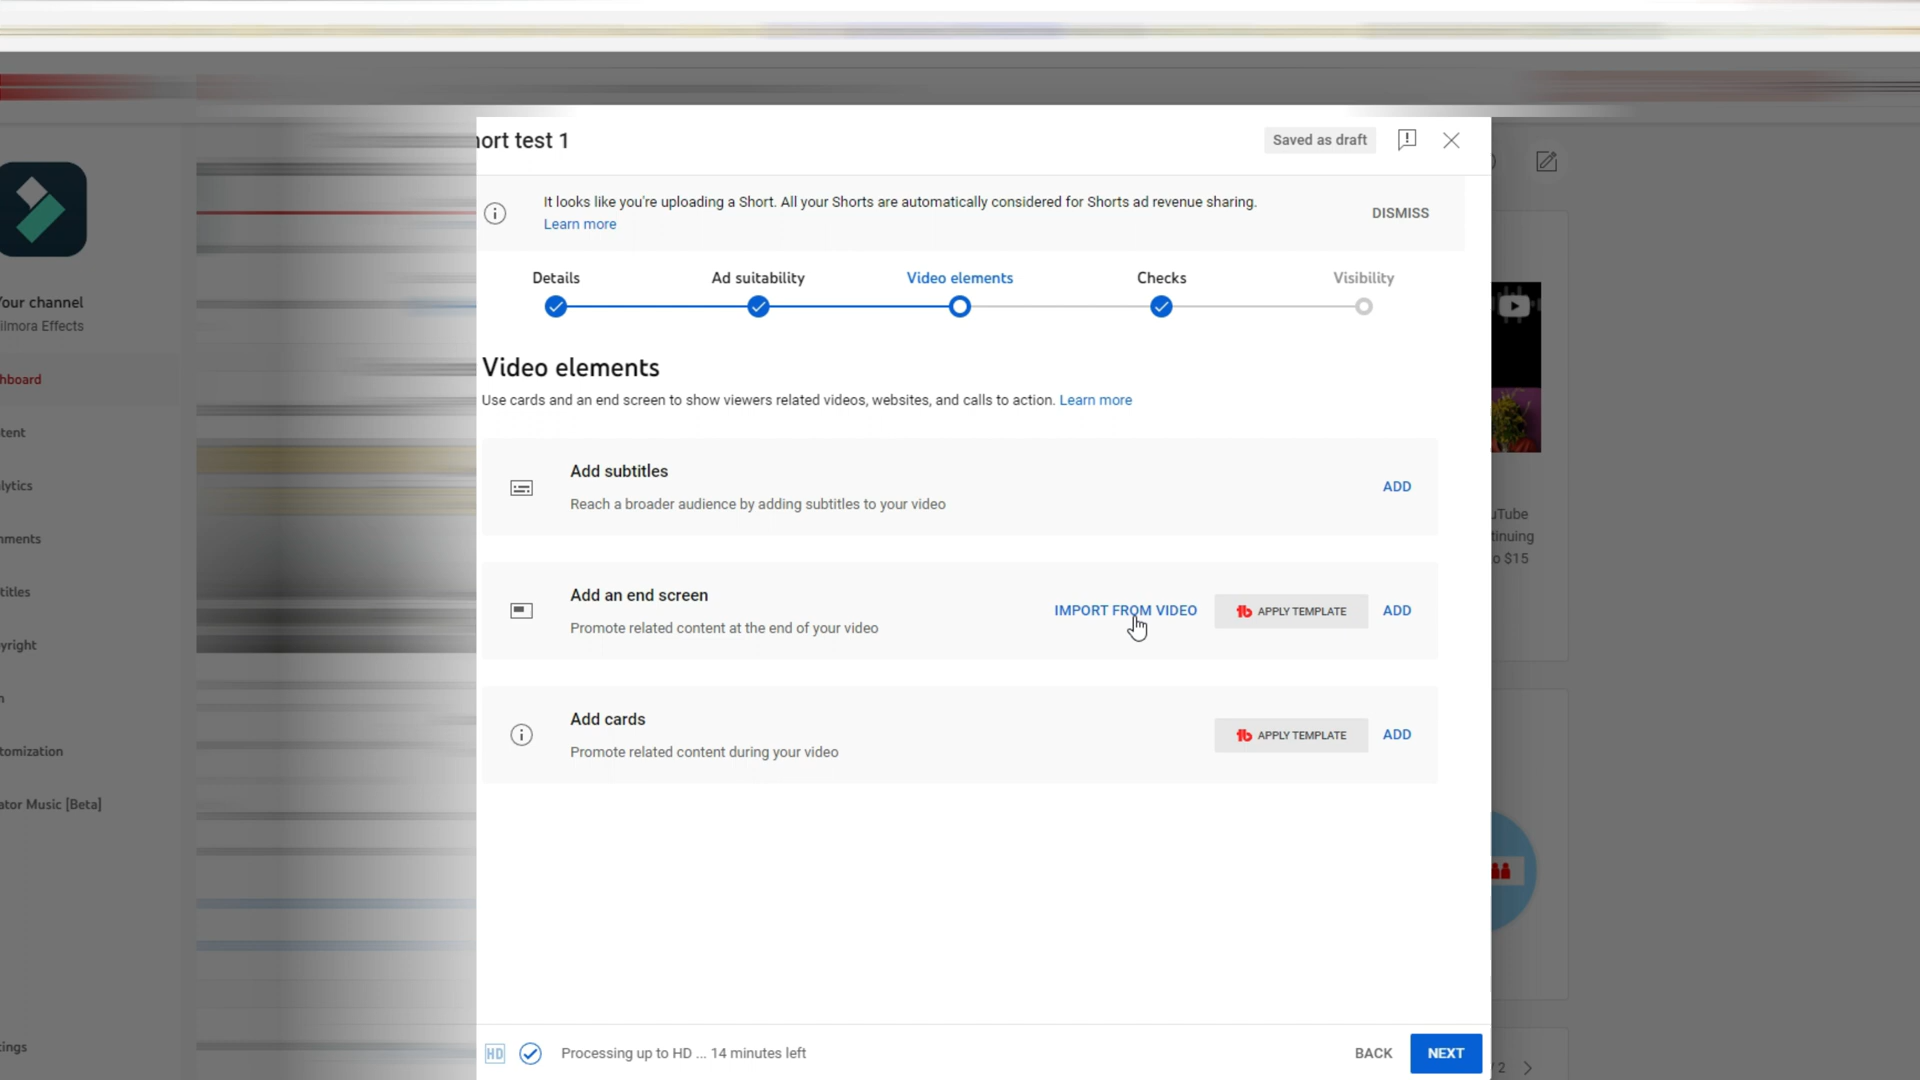 ort test 1
Saved as draft
It looks like you're uploading a Short. All your Shorts are automatically considered for Shorts ad revenue sharing.
Learn more
DISMISS
Details
Ad suitability
Video elements
Checks
Visibility
Video elements
Use cards and an end screen to show viewers related videos, websites, and calls to action. Learn more
Add subtitles
Reach a broader audience by adding subtitles to your video
ADD
Add an end screen
Promote related content at the end of your video
IMPORT FROM VIDEO
APPLY TEMPLATE
ADD
Add cards
Promote related content during your video
APPLY TEMPLATE
ADD
HD
Processing up to HD ... 14 minutes left
BACK
NEXT
our channel
ilmora Effects
hboard
tent
lytics
ments
titles
yright
n
tomization
ator Music [Beta]
ings
uTube
tinuing
o $15
/ 2